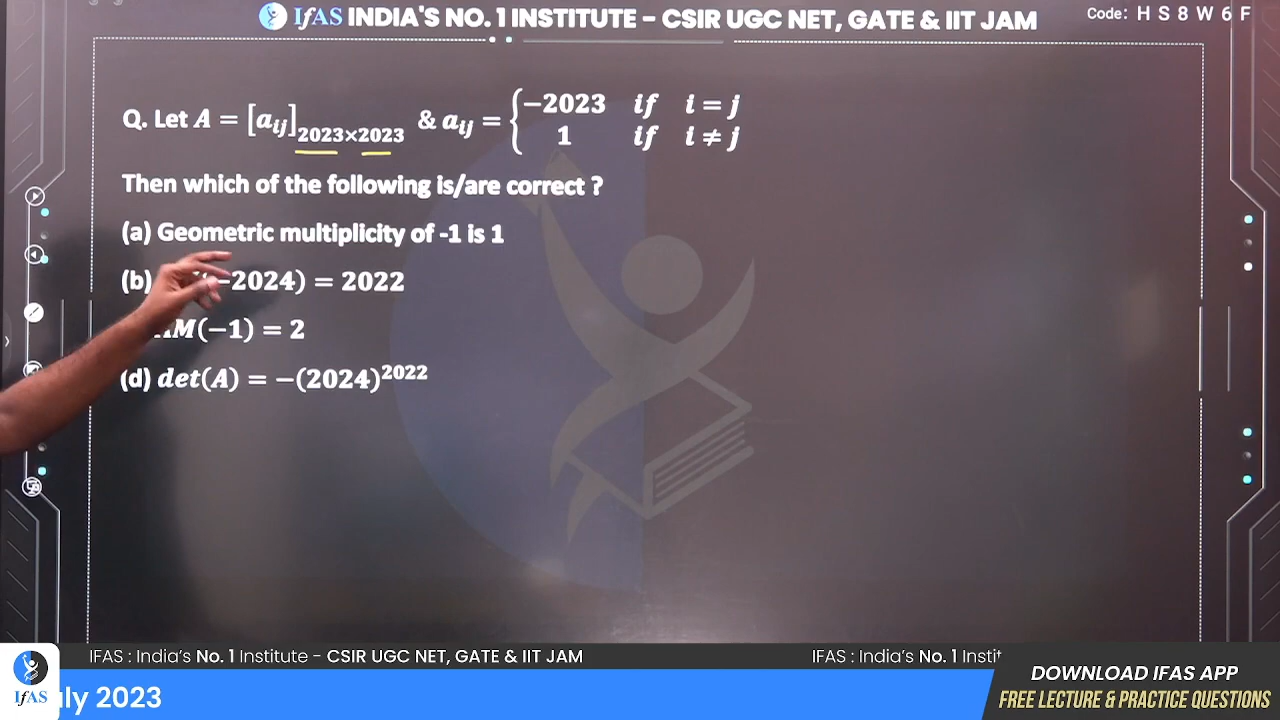 IfAS INDIA'S NO. 1 INSTITUTE - CSIR UGC NET, GATE & IIT JAM
Code: H S 8 W 6 F
Q. Let A = [a_ij]_2023×2023 & a_ij = { −2023 if i = j
1 if i ≠ j
Then which of the following is/are correct ?
(a) Geometric multiplicity of -1 is 1
(b) −2024) = 2022
M(−1) = 2
(d) det(A) = −(2024)^2022
IFAS : India's No. 1 Institute - CSIR UGC NET, GATE & IIT JAM IFAS : India's No. 1 Instit
IfAS
uly 2023
DOWNLOAD IFAS APP
FREE LECTURE & PRACTICE QUESTIONS